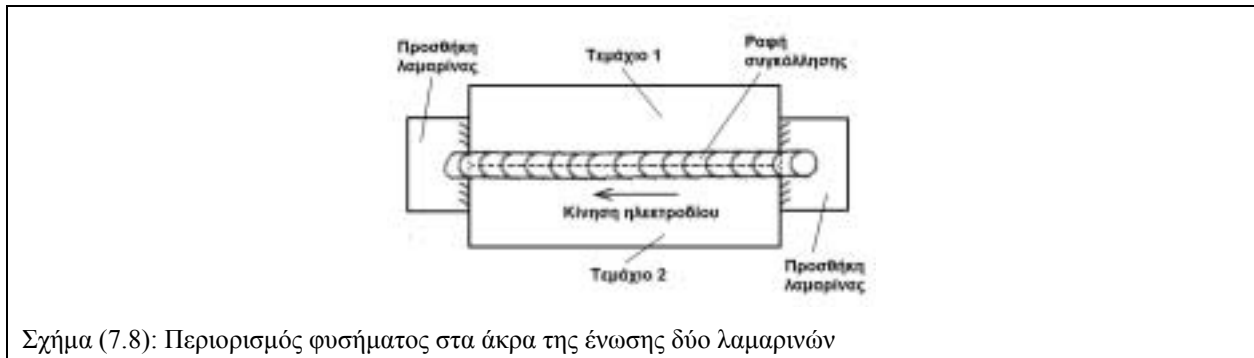 Προσθήκη
λαμαρίνας
Τεμάχιο 1
Ραφή
συγκόλλησης
Κίνηση ηλεκτροδίου
Τεμάχιο 2
Προσθήκη
λαμαρίνας
Σχήμα (7.8): Περιορισμός φυσήματος στα άκρα της ένωσης δύο λαμαρινών